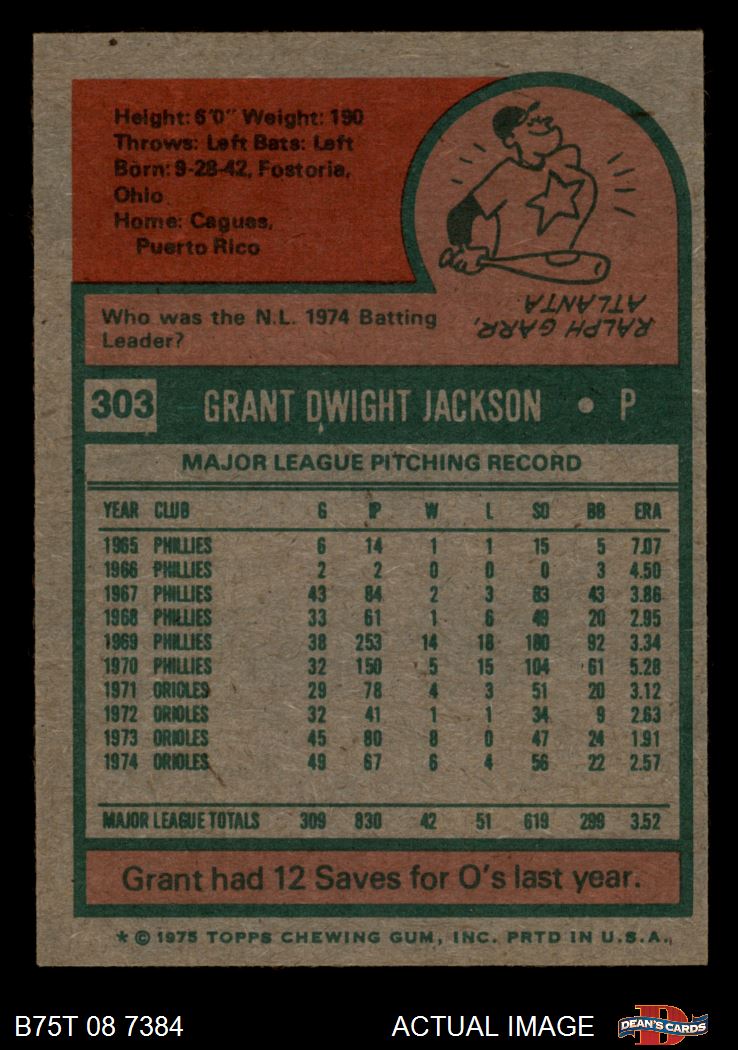 Height: 6'0" Weight: 190
Throws: Left Bats: Left
Born: 9-28-42, Fostoria,
Ohio
Home: Caguas,
Puerto Rico
Who was the N.L. 1974 Batting
Leader?
RALPH GARR,
ATLANTA
303 GRANT DWIGHT JACKSON • P
MAJOR LEAGUE PITCHING RECORD
YEAR CLUB G IP W L SO BB ERA
1965 PHILLIES 6 14 1 1 15 5 7.07
1966 PHILLIES 2 2 0 0 0 3 4.50
1967 PHILLIES 43 84 2 3 83 43 3.86
1968 PHILLIES 33 61 1 6 49 20 2.95
1969 PHILLIES 38 253 14 18 180 92 3.34
1970 PHILLIES 32 150 5 15 104 61 5.28
1971 ORIOLES 29 78 4 3 51 20 3.12
1972 ORIOLES 32 41 1 1 34 9 2.63
1973 ORIOLES 45 80 8 0 47 24 1.91
1974 ORIOLES 49 67 6 4 56 22 2.57
MAJOR LEAGUE TOTALS 309 830 42 51 619 299 3.52
Grant had 12 Saves for O's last year.
* © 1975 TOPPS CHEWING GUM, INC. PRTD IN U.S.A.
B75T 08 7384 ACTUAL IMAGE DEAN'S CARDS